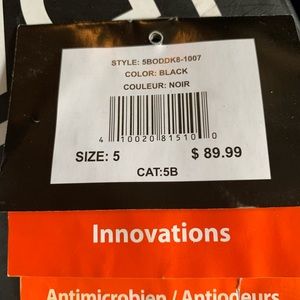 STYLE: 5BODDK8-1007
COLOR: BLACK
COULEUR: NOIR
4 10020 81510 0
SIZE: 5 $ 89.99
CAT:5B
Innovations
Antimicrobien / Antiodeurs